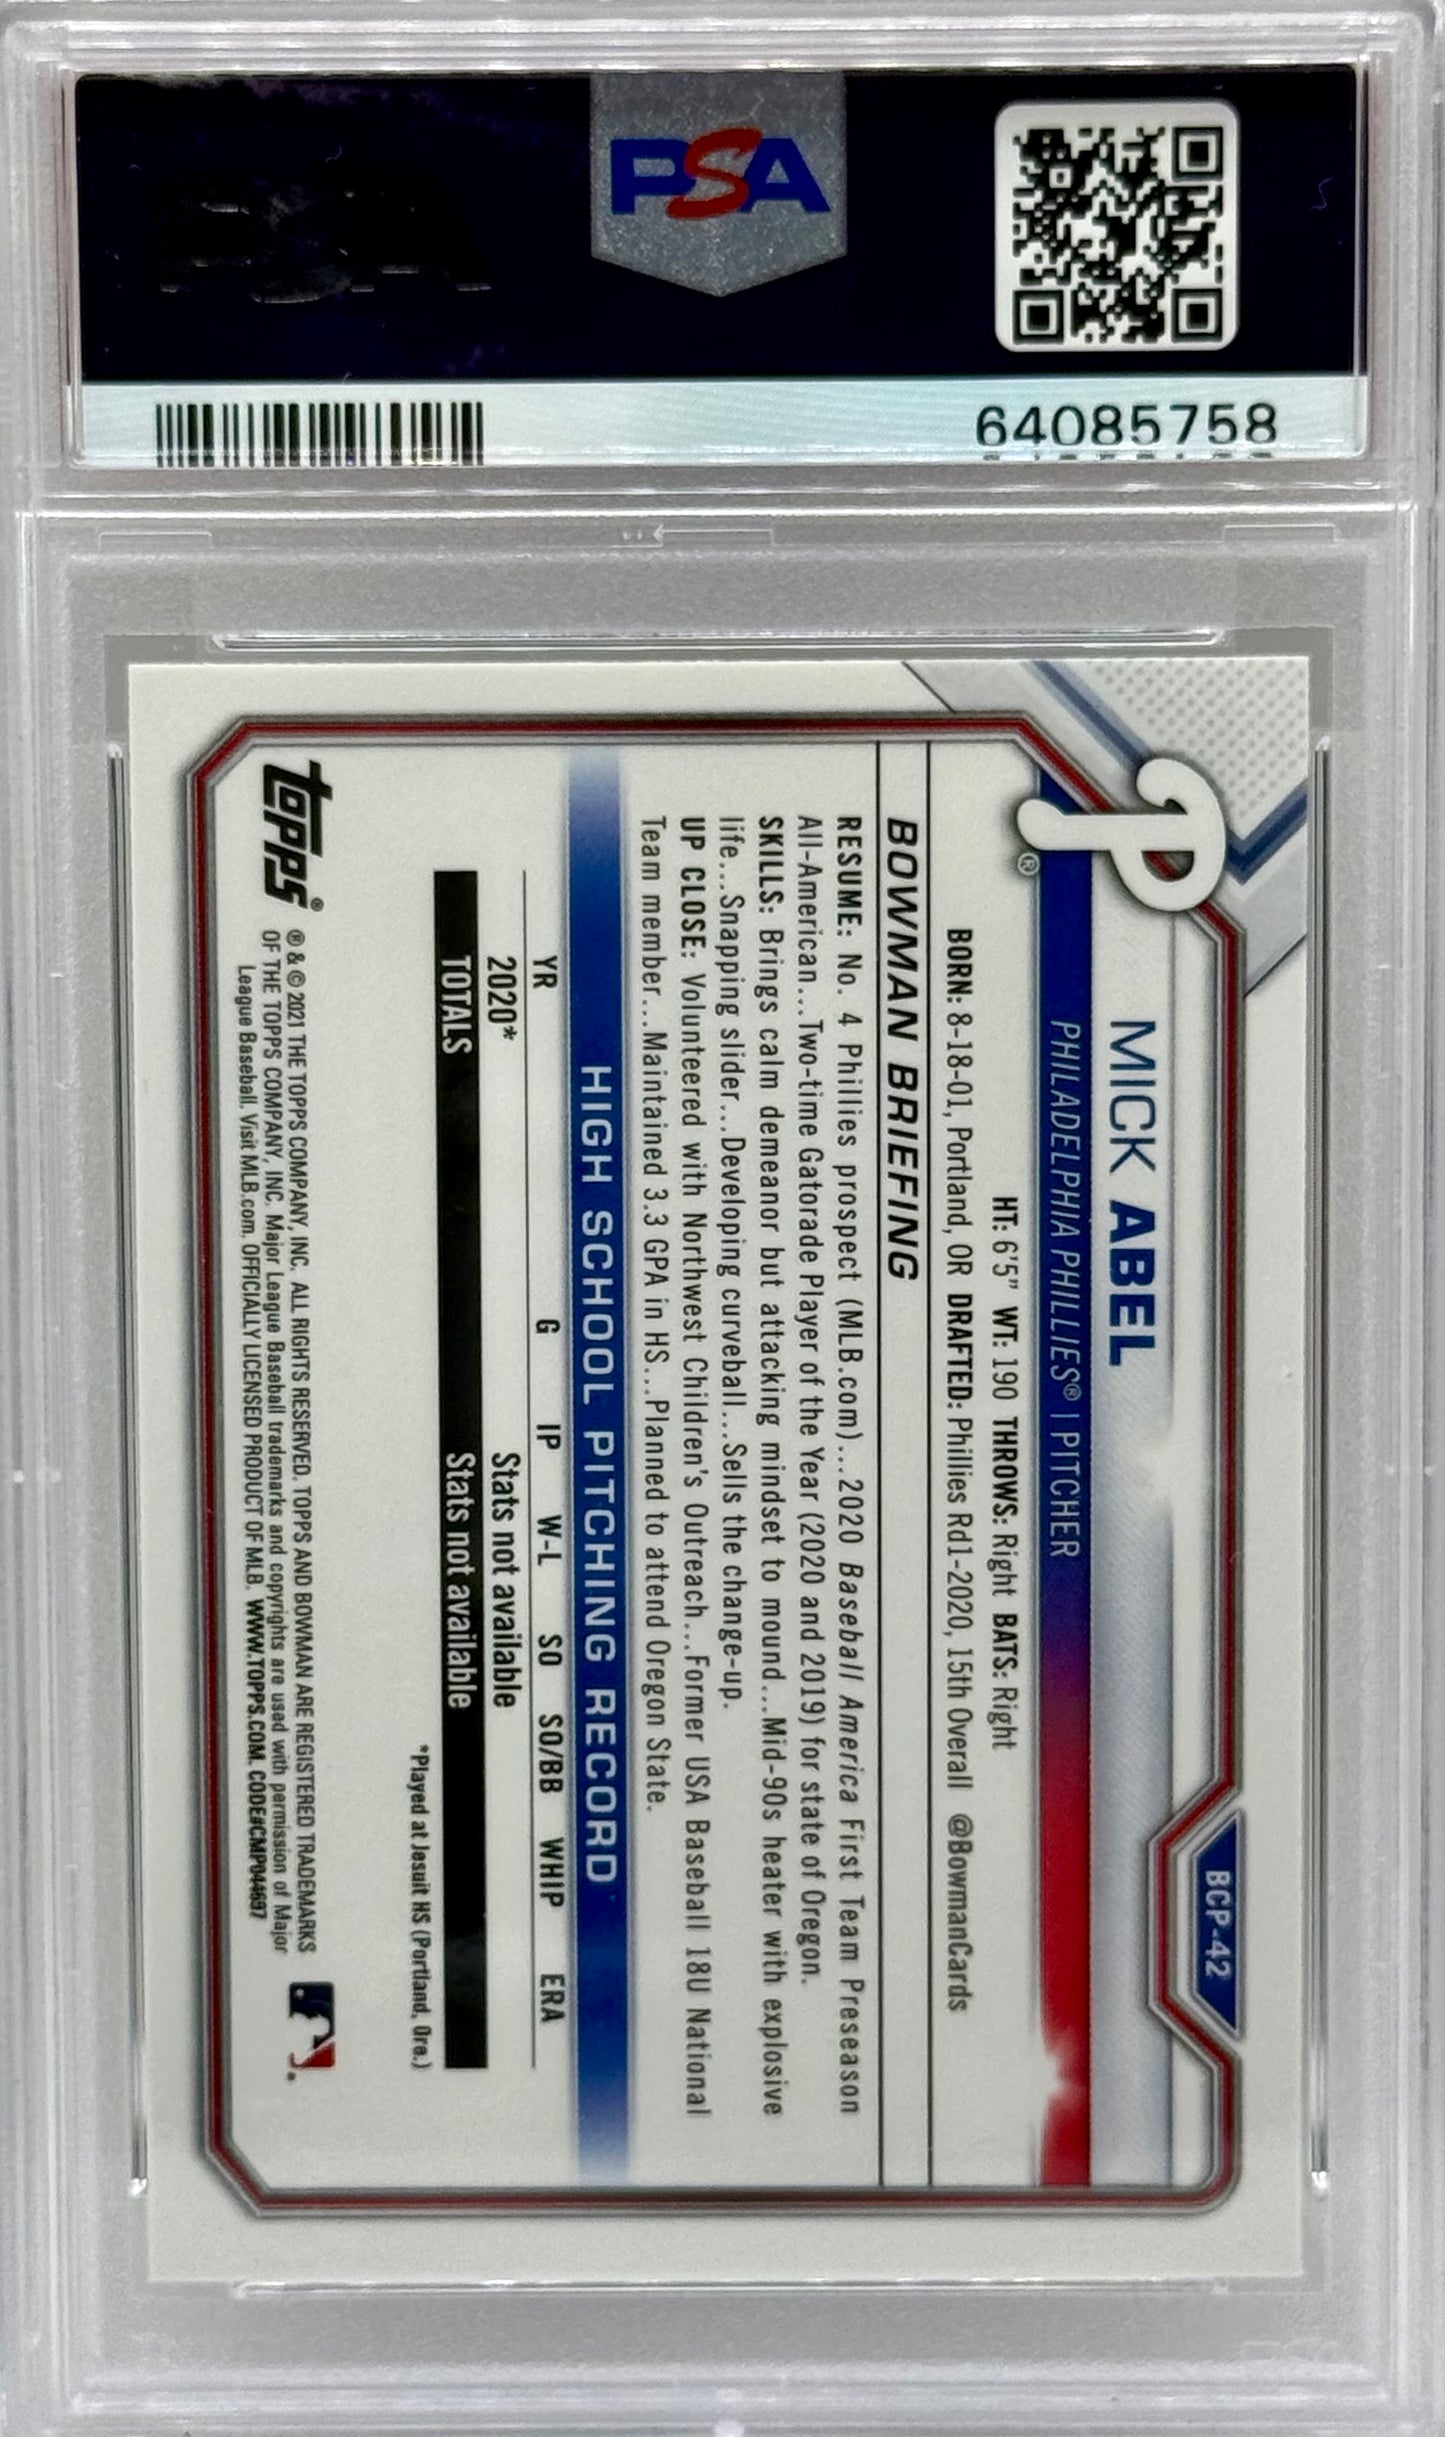 PSA
64085758
BCP-42
P®
MICK ABEL
PHILADELPHIA PHILLIES® | PITCHER
HT: 6'5" WT: 190 THROWS: Right BATS: Right
BORN: 8-18-01, Portland, OR DRAFTED: Phillies Rd1-2020, 15th Overall @BowmanCards
BOWMAN BRIEFING
RESUME: No. 4 Phillies prospect (MLB.com)...2020 Baseball America First Team Preseason
All-American...Two-time Gatorade Player of the Year (2020 and 2019) for state of Oregon.
SKILLS: Brings calm demeanor but attacking mindset to mound...Mid-90s heater with explosive
life...Snapping slider...Developing curveball...Sells the change-up.
UP CLOSE: Volunteered with Northwest Children's Outreach...Former USA Baseball 18U National
Team member...Maintained 3.3 GPA in HS...Planned to attend Oregon State.
HIGH SCHOOL PITCHING RECORD
YR G IP W-L SO SO/BB WHIP ERA
2020* Stats not available
TOTALS Stats not available
*Played at Jesuit HS (Portland, Ore.)
topps®
® & © 2021 THE TOPPS COMPANY, INC. ALL RIGHTS RESERVED. TOPPS AND BOWMAN ARE REGISTERED TRADEMARKS
OF THE TOPPS COMPANY, INC. Major League Baseball trademarks and copyrights are used with permission of Major
League Baseball. Visit MLB.com. OFFICIALLY LICENSED PRODUCT OF MLB. WWW.TOPPS.COM. CODE#CMP044697